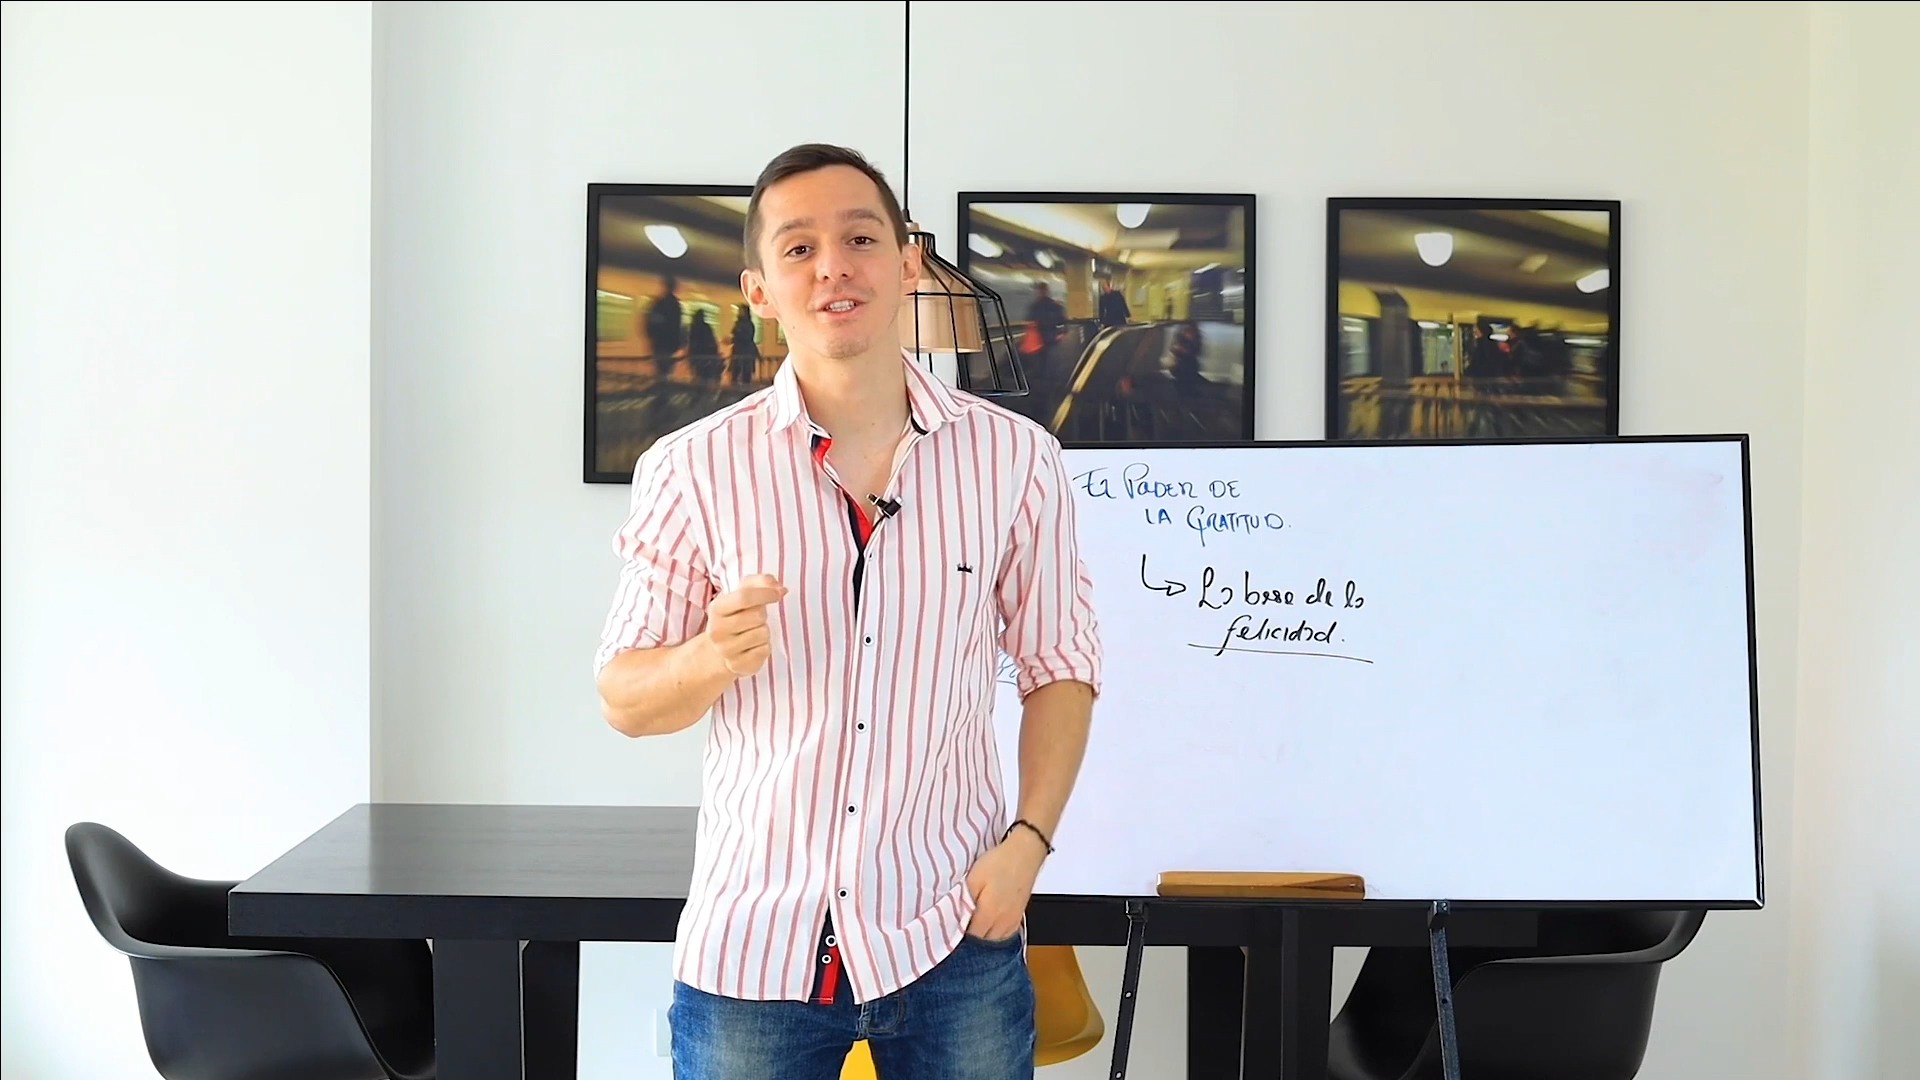 El Poder DE
LA GRATITUD.
↳ La base de la
felicidad.